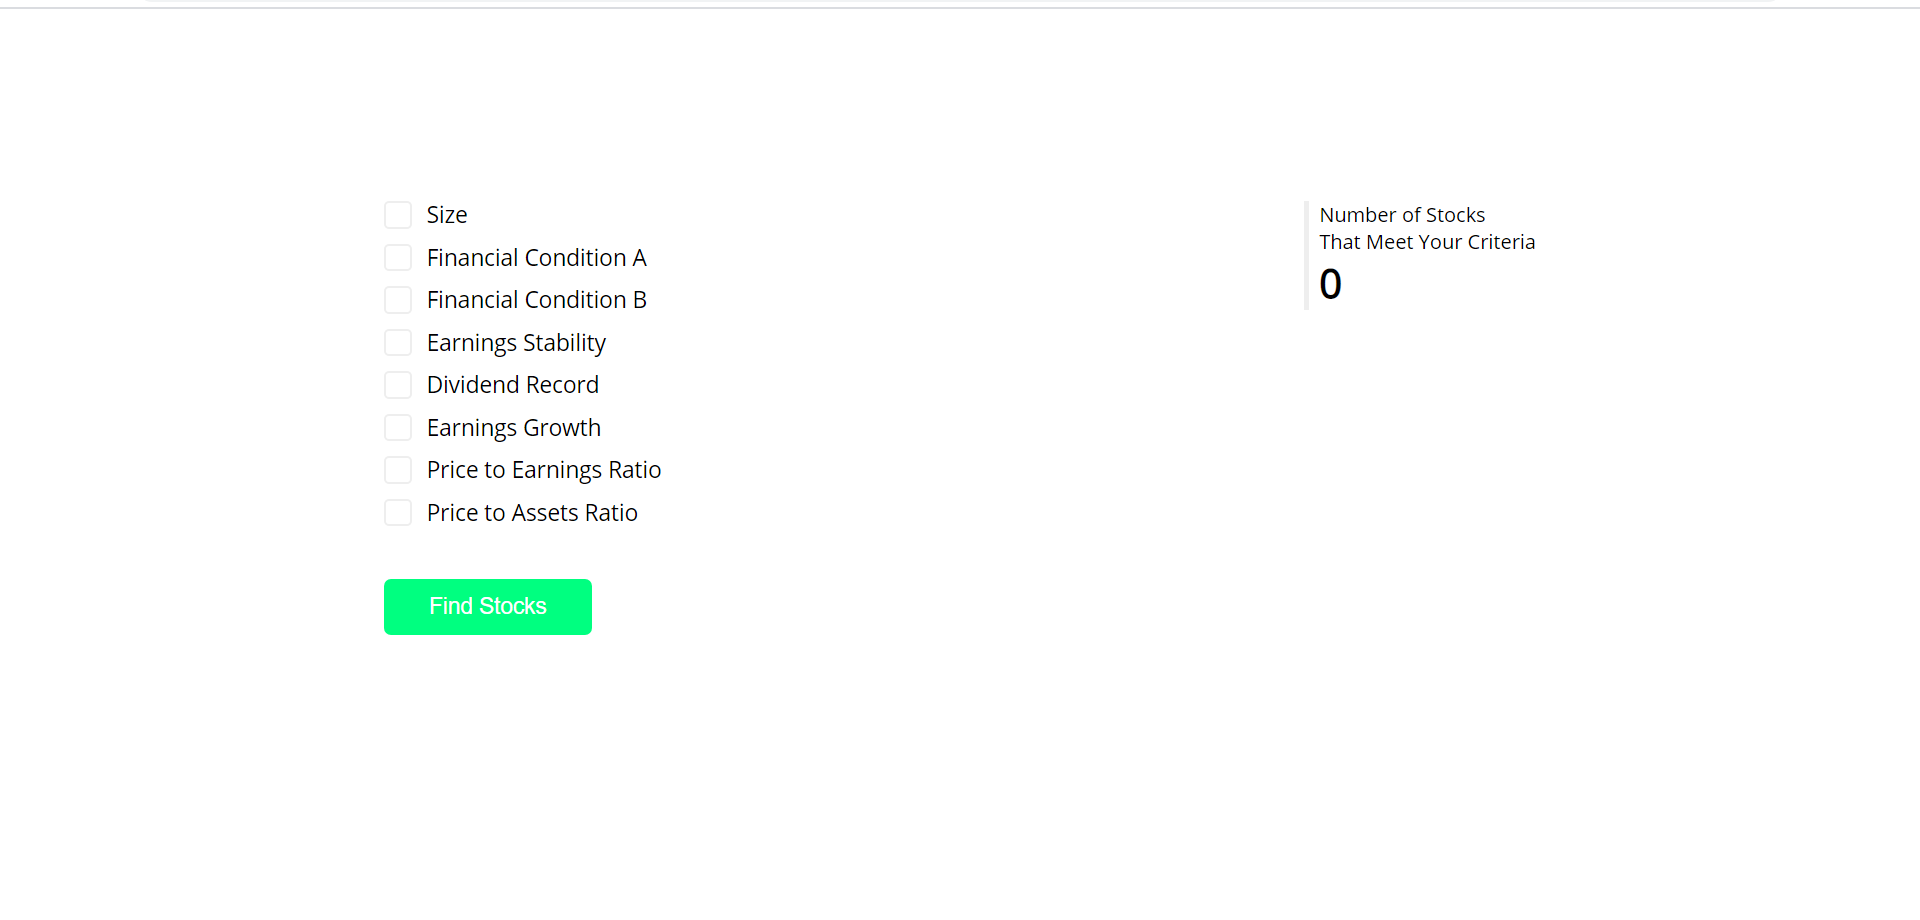 Size
Financial Condition A
Financial Condition B
Earnings Stability
Dividend Record
Earnings Growth
Price to Earnings Ratio
Price to Assets Ratio
Find Stocks
Number of Stocks
That Meet Your Criteria
0